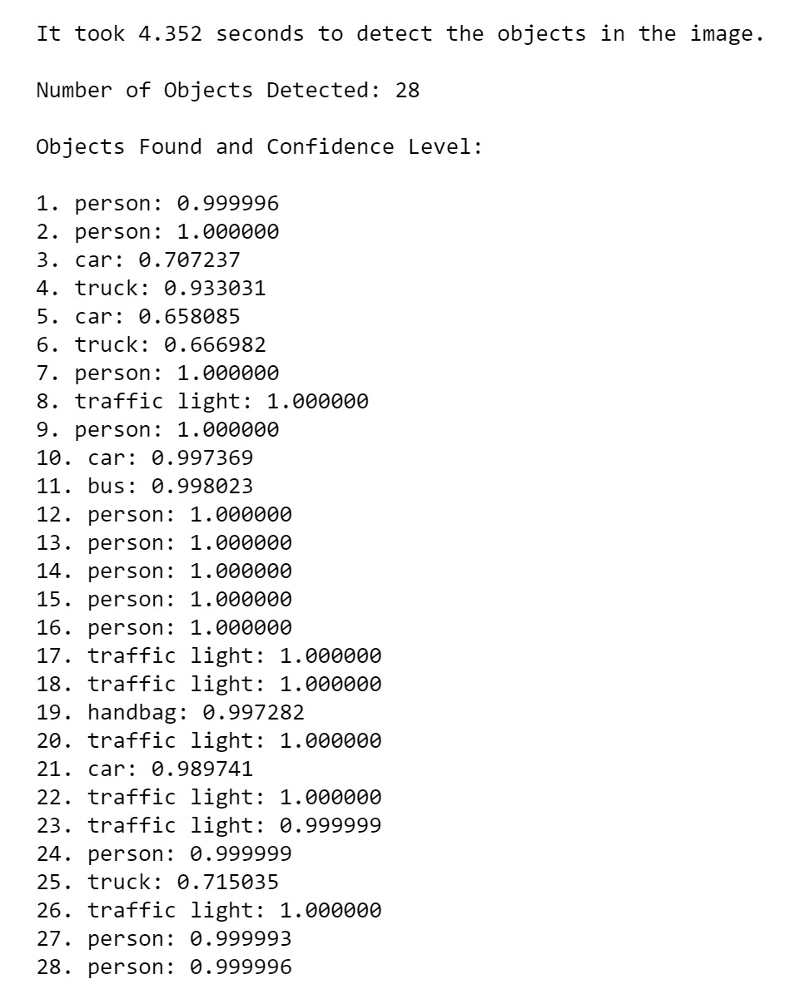 It took 4.352 seconds to detect the objects in the image.
Number of Objects Detected: 28
Objects Found and Confidence Level:
1. person: 0.999996
2. person: 1.000000
3. car: 0.707237
4. truck: 0.933031
5. car: 0.658085
6. truck: 0.666982
7. person: 1.000000
8. traffic light: 1.000000
9. person: 1.000000
10. car: 0.997369
11. bus: 0.998023
12. person: 1.000000
13. person: 1.000000
14. person: 1.000000
15. person: 1.000000
16. person: 1.000000
17. traffic light: 1.000000
18. traffic light: 1.000000
19. handbag: 0.997282
20. traffic light: 1.000000
21. car: 0.989741
22. traffic light: 1.000000
23. traffic light: 0.999999
24. person: 0.999999
25. truck: 0.715035
26. traffic light: 1.000000
27. person: 0.999993
28. person: 0.999996